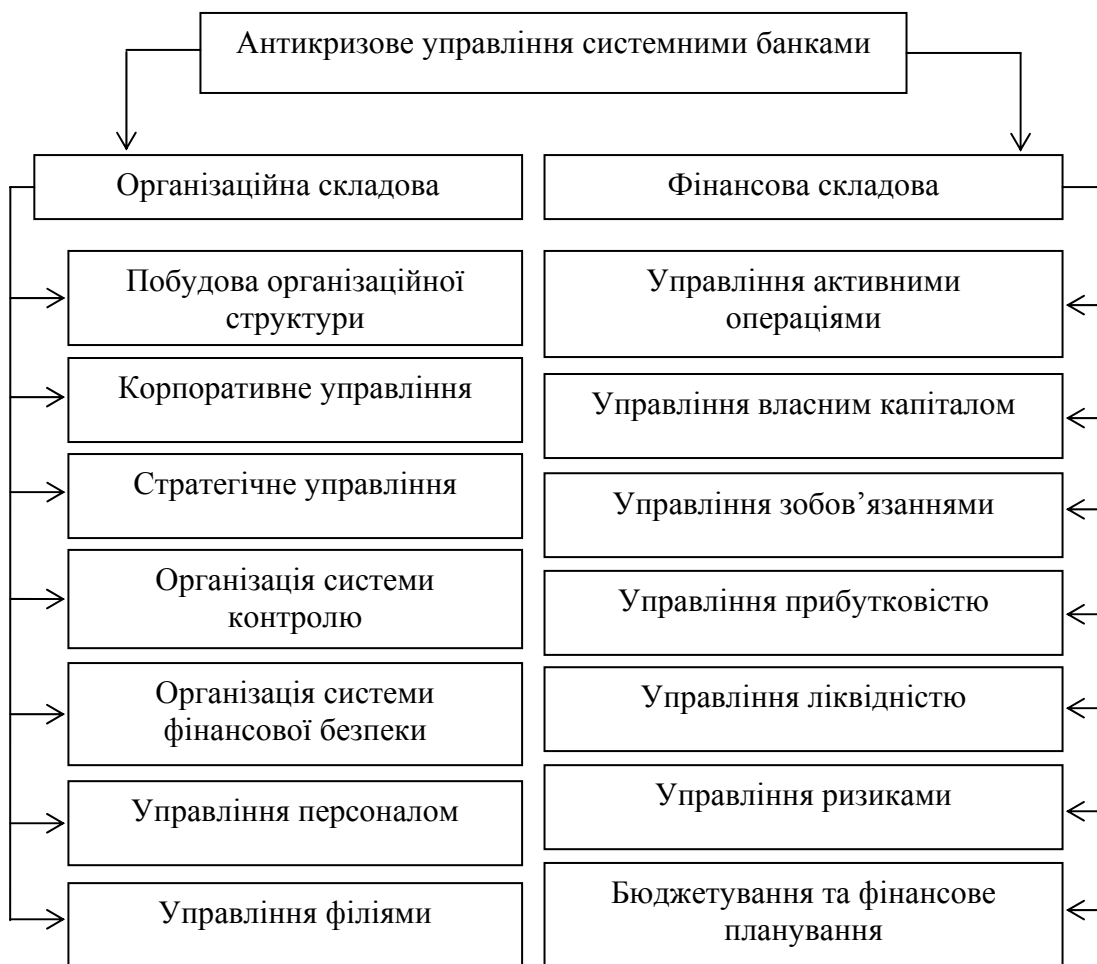 Антикризове управління системними банками
Організаційна складова
Фінансова складова
Побудова організаційної
структури
Корпоративне управління
Стратегічне управління
Організація системи
контролю
Організація системи
фінансової безпеки
Управління персоналом
Управління філіями
Управління активними
операціями
Управління власним капіталом
Управління зобов’язаннями
Управління прибутковістю
Управління ліквідністю
Управління ризиками
Бюджетування та фінансове
планування